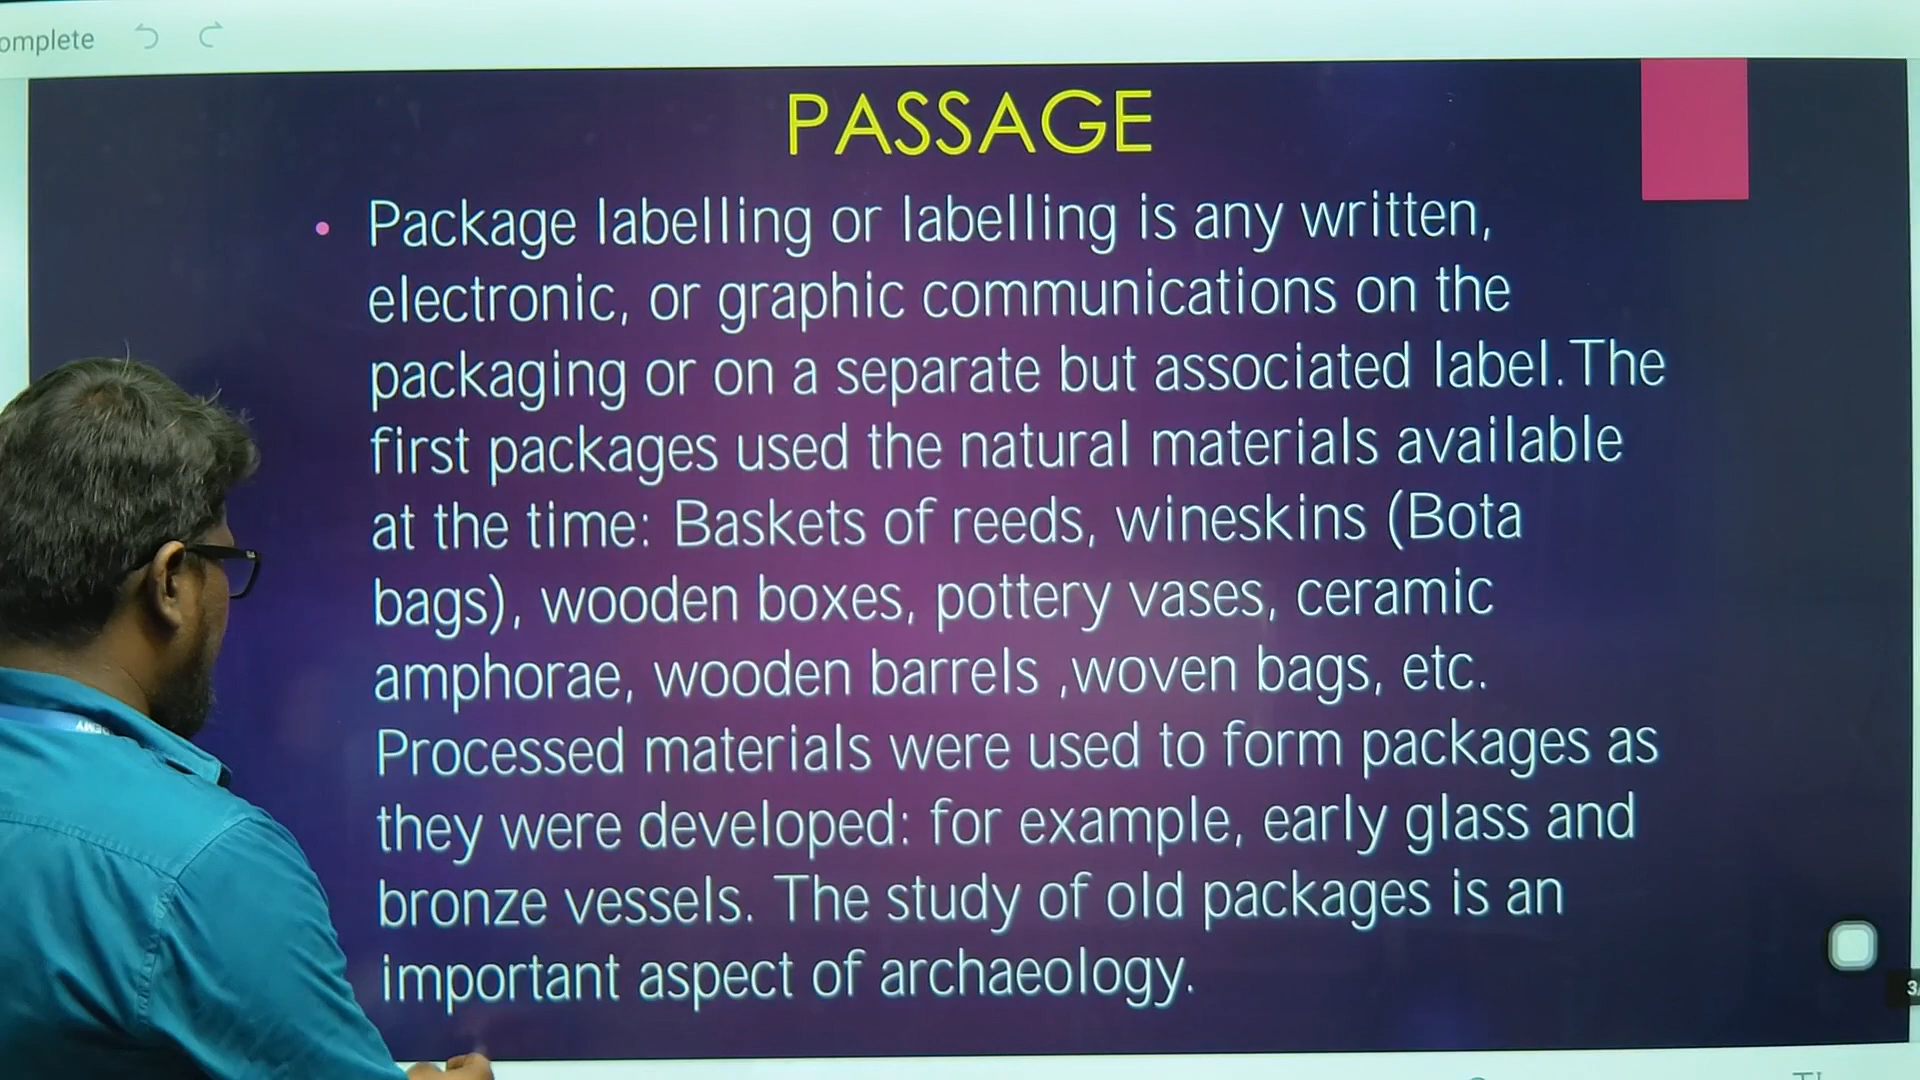 omplete
PASSAGE
• Package labelling or labelling is any written,
electronic, or graphic communications on the
packaging or on a separate but associated label.The
first packages used the natural materials available
at the time: Baskets of reeds, wineskins (Bota
bags), wooden boxes, pottery vases, ceramic
amphorae, wooden barrels ,woven bags, etc.
Processed materials were used to form packages as
they were developed: for example, early glass and
bronze vessels. The study of old packages is an
important aspect of archaeology.